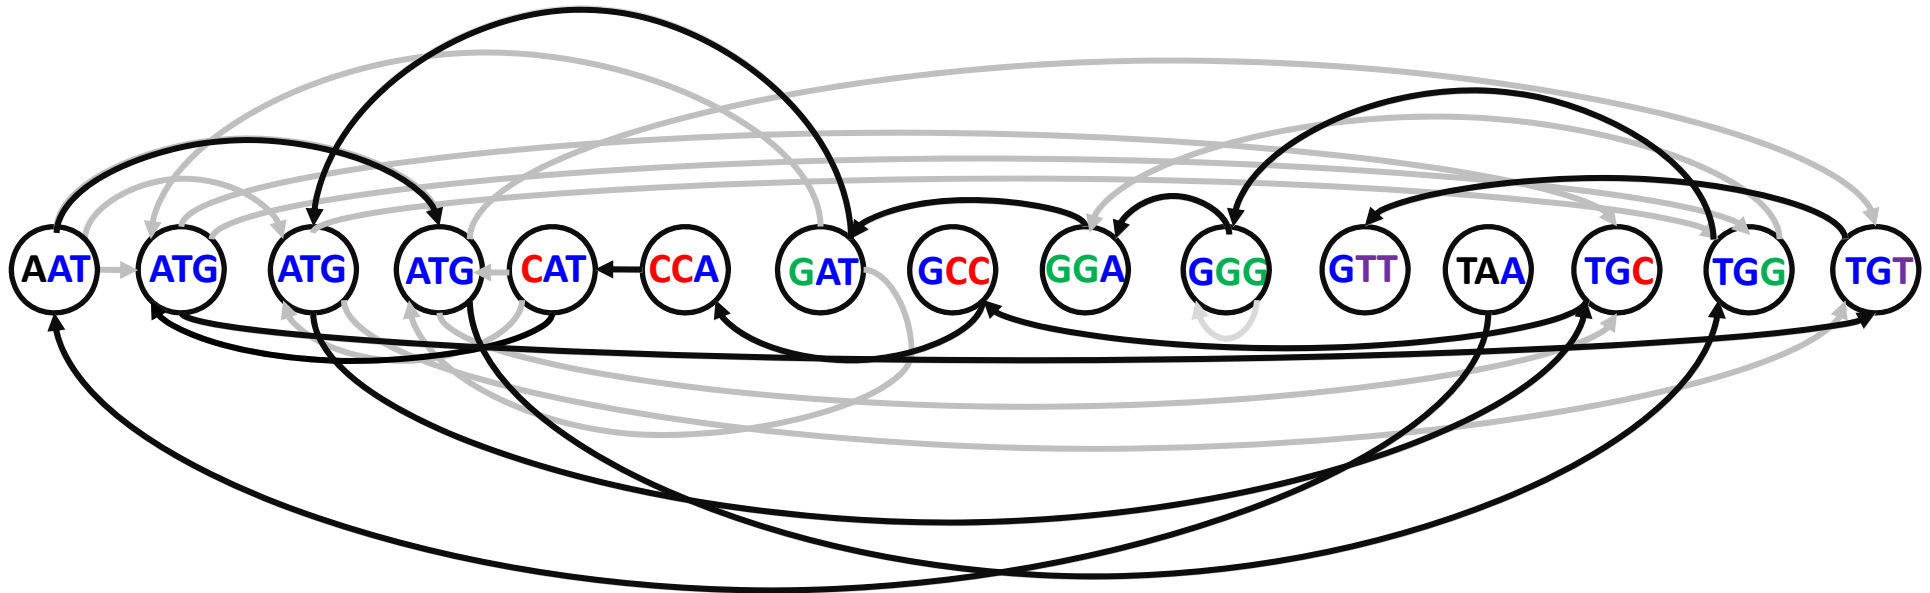 AAT ATG ATG ATG CAT CCA GAT GCC GGA GGG GTT TAA TGC TGG TGT